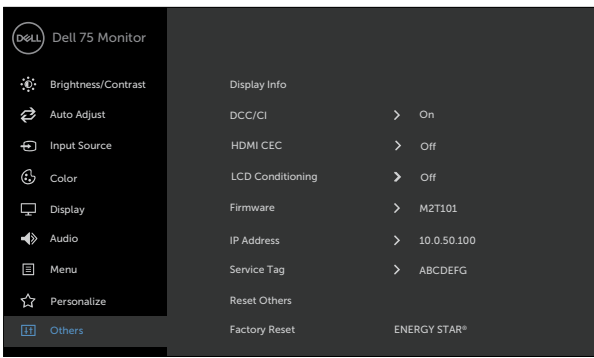 DELL Dell 75 Monitor
Brightness/Contrast Display Info
Auto Adjust DCC/CI On
Input Source HDMI CEC Off
Color LCD Conditioning Off
Display Firmware M2T101
Audio IP Address 10.0.50.100
Menu Service Tag ABCDEFG
Personalize Reset Others
Others Factory Reset ENERGY STAR®